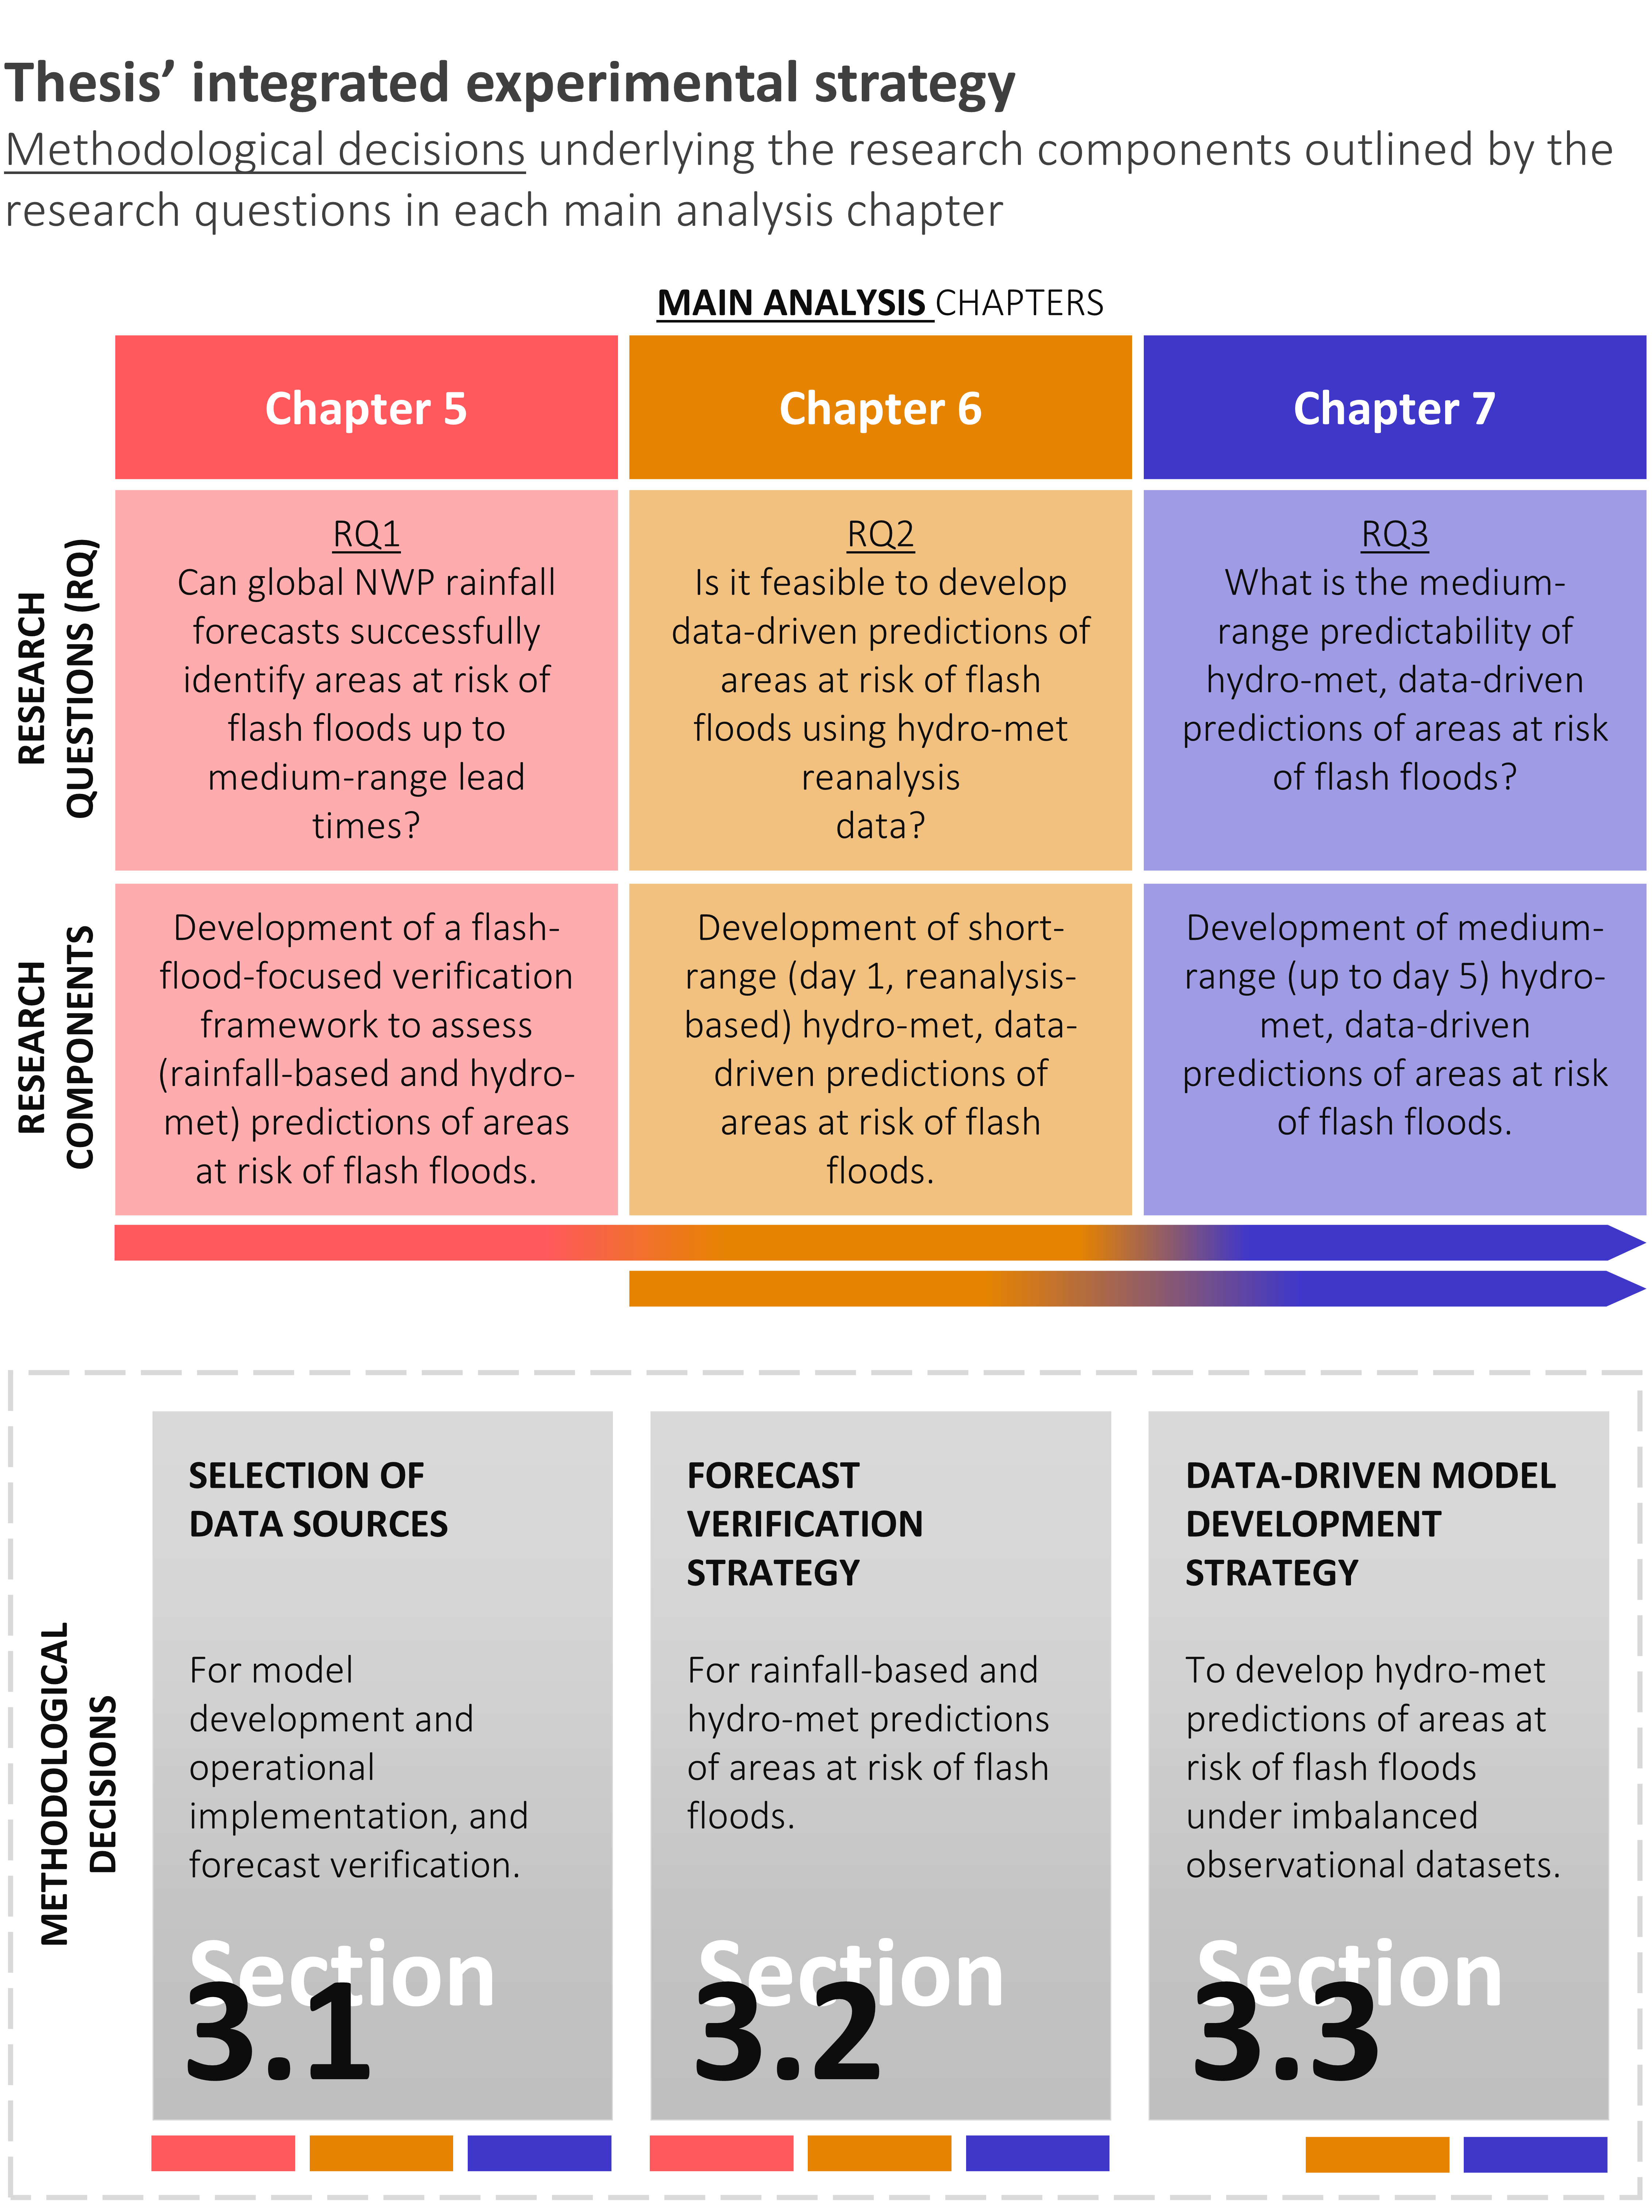 Thesis’ integrated experimental strategy
Methodological decisions underlying the research components outlined by the
research questions in each main analysis chapter
MAIN ANALYSIS CHAPTERS
Chapter 5
Chapter 6
Chapter 7
RESEARCH
QUESTIONS (RQ)
RQ1
Can global NWP rainfall
forecasts successfully
identify areas at risk of
flash floods up to
medium-range lead
times?
RQ2
Is it feasible to develop
data-driven predictions of
areas at risk of flash
floods using hydro-met
reanalysis
data?
RQ3
What is the medium-
range predictability of
hydro-met, data-driven
predictions of areas at risk
of flash floods?
RESEARCH
COMPONENTS
Development of a flash-
flood-focused verification
framework to assess
(rainfall-based and hydro-
met) predictions of areas
at risk of flash floods.
Development of short-
range (day 1, reanalysis-
based) hydro-met, data-
driven predictions of
areas at risk of flash
floods.
Development of medium-
range (up to day 5) hydro-
met, data-driven
predictions of areas at risk
of flash floods.
METHODOLOGICAL
DECISIONS
SELECTION OF
DATA SOURCES
For model
development and
operational
implementation, and
forecast verification.
Section
3.1
FORECAST
VERIFICATION
STRATEGY
For rainfall-based and
hydro-met predictions
of areas at risk of flash
floods.
Section
3.2
DATA-DRIVEN MODEL
DEVELOPMENT
STRATEGY
To develop hydro-met
predictions of areas at
risk of flash floods
under imbalanced
observational datasets.
Section
3.3